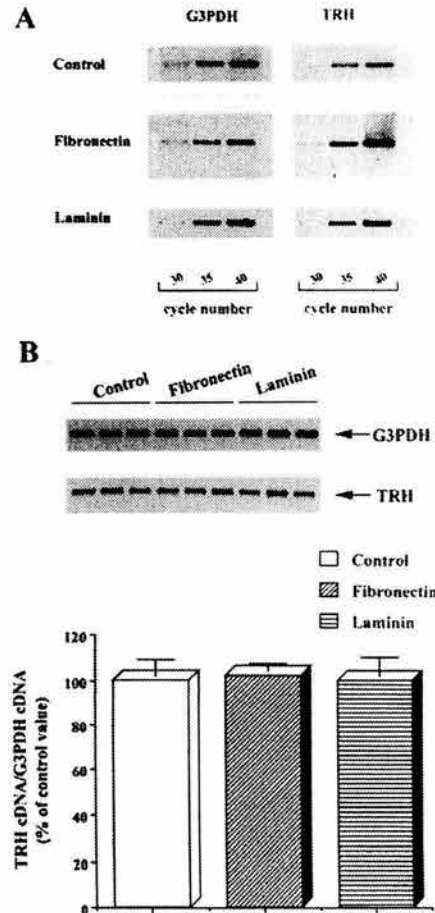 A
G3PDH TRH
Control
Fibronectin
Laminin
30 35 40 30 35 40
cycle number cycle number
B
Control Fibronectin Laminin
G3PDH
TRH
Control
Fibronectin
Laminin
TRH cDNA/G3PDH cDNA
(% of control value)
120
100
80
60
40
20
0